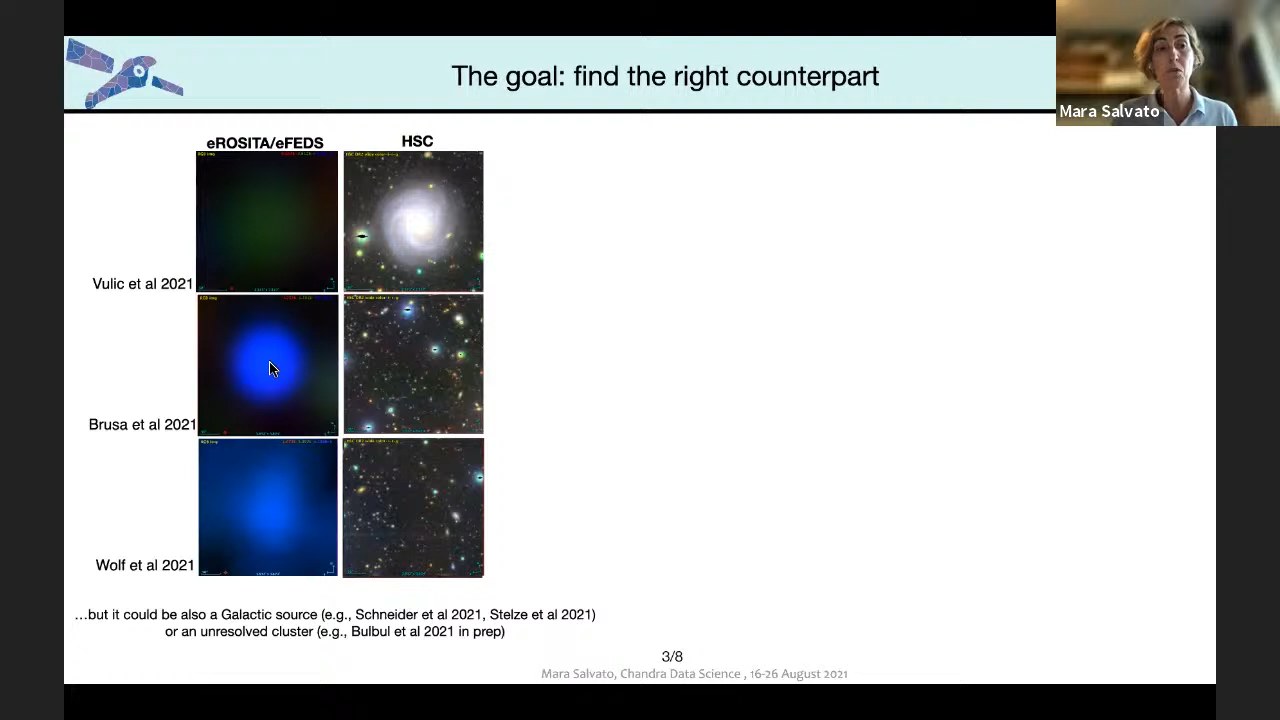 The goal: find the right counterpart
Mara Salvato
eROSITA/eFEDS
HSC
Vulic et al 2021
Brusa et al 2021
Wolf et al 2021
...but it could be also a Galactic source (e.g., Schneider et al 2021, Stelze et al 2021)
or an unresolved cluster (e.g., Bulbul et al 2021 in prep)
3/8
Mara Salvato, Chandra Data Science , 16-26 August 2021